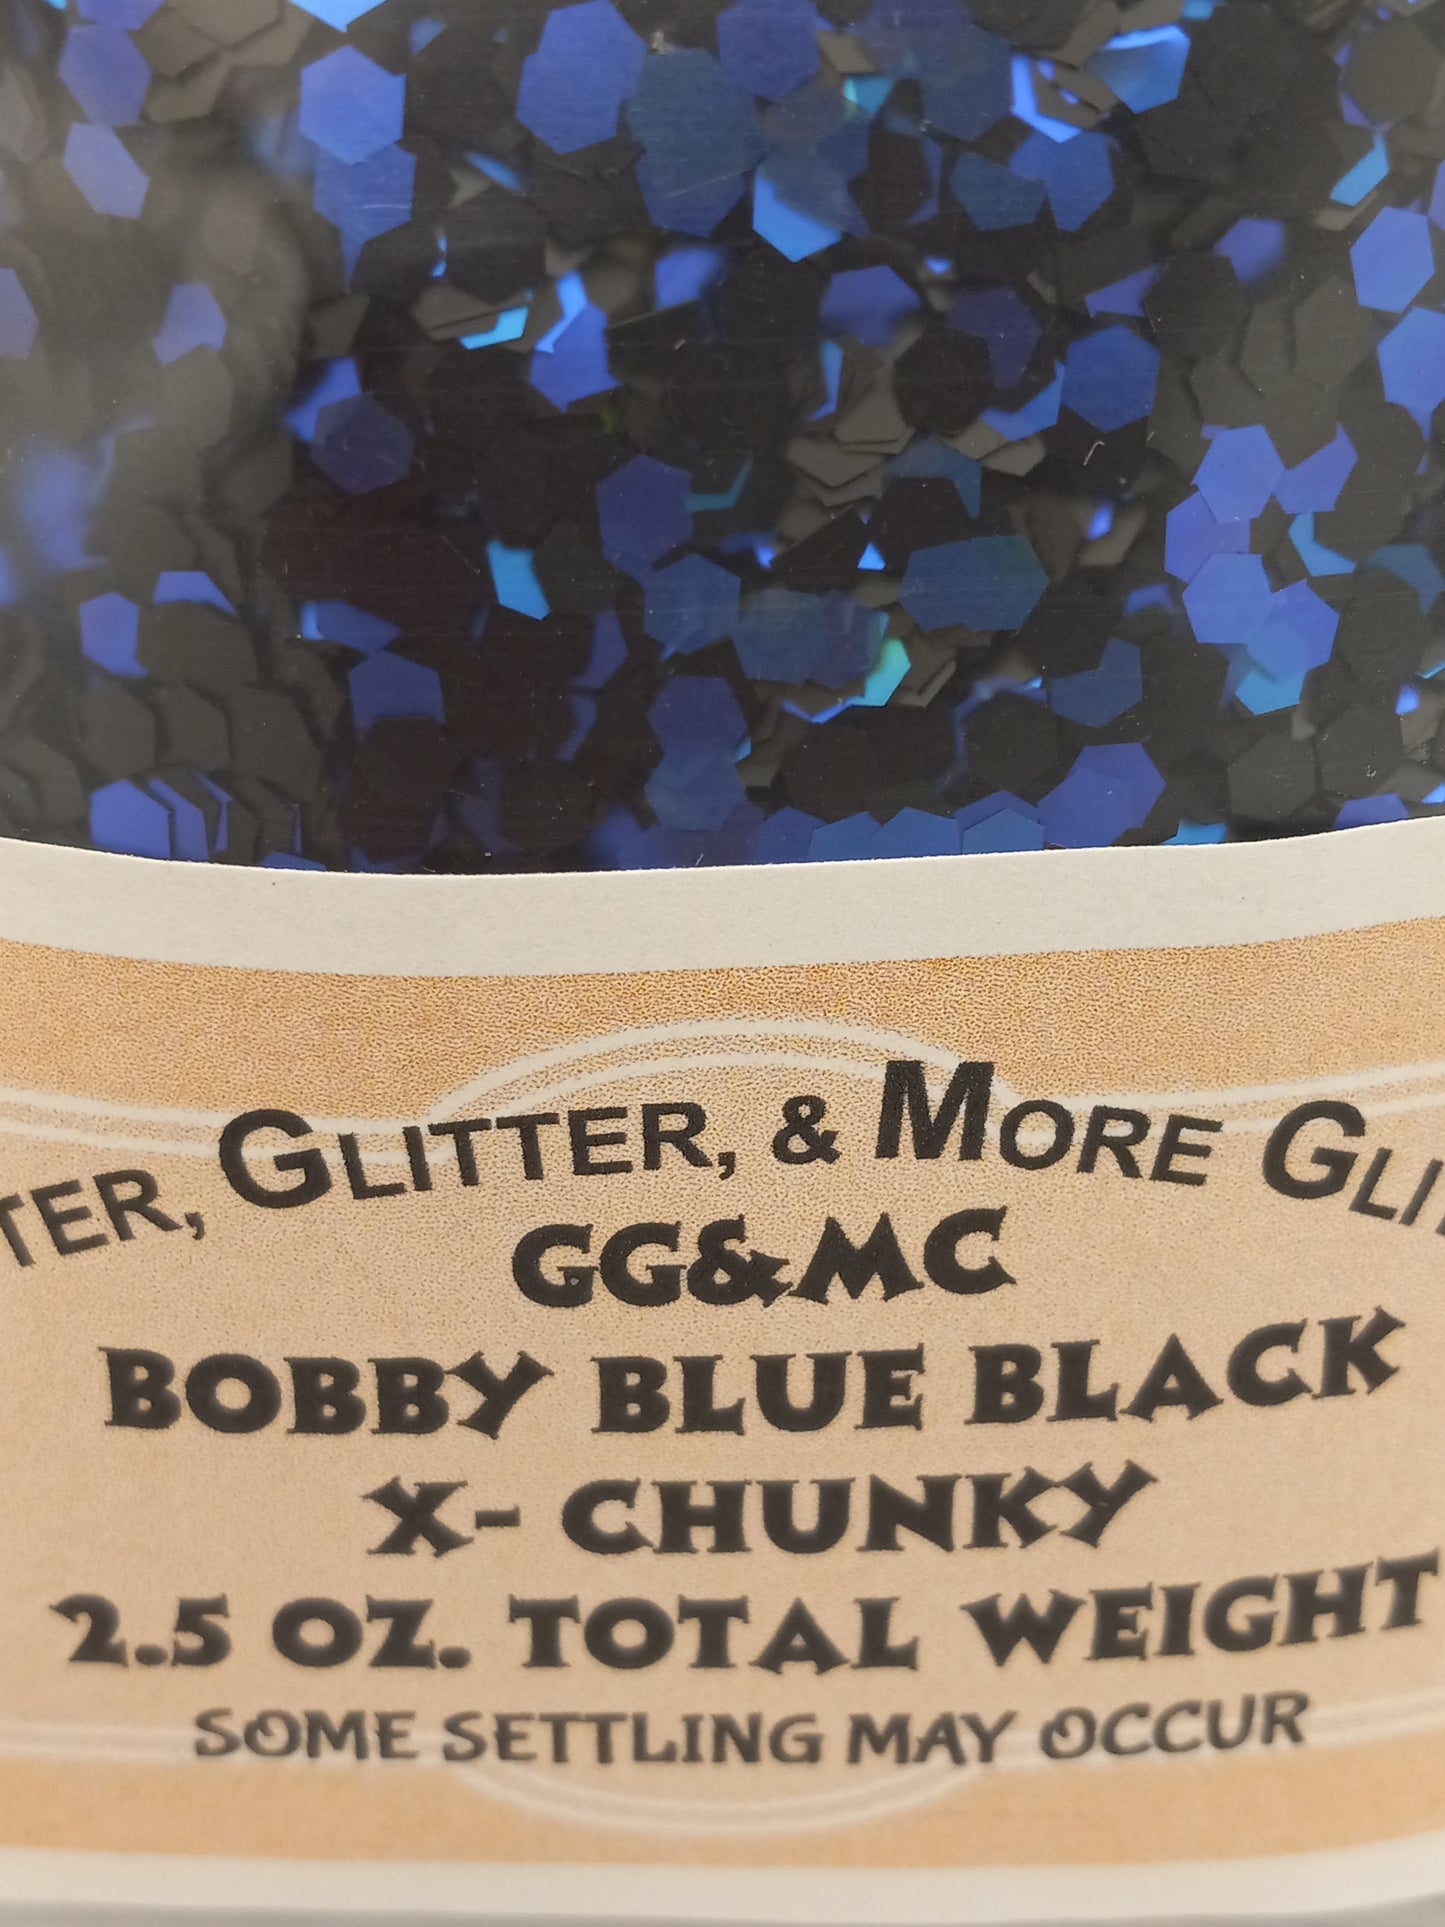 TER, GLITTER, & MORE GLI
GG&MC
BOBBY BLUE BLACK
X- CHUNKY
2.5 OZ. TOTAL WEIGHT
SOME SETTLING MAY OCCUR